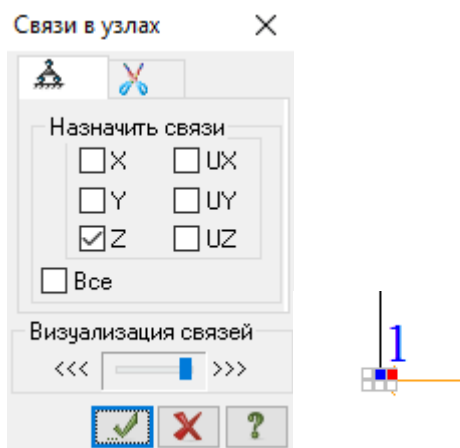 Связи в узлах
Назначить связи
X UX
Y UY
Z UZ
Все
Визуализация связей
<<< >>>
?
1